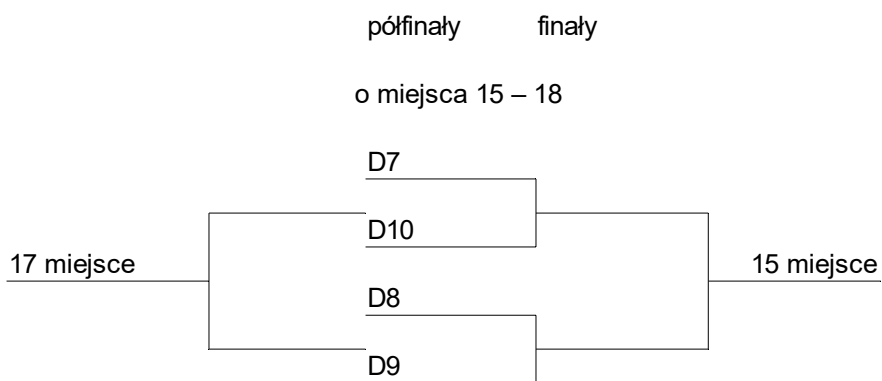 półfinały finały
o miejsca 15 – 18
D7
D10
17 miejsce 15 miejsce
D8
D9